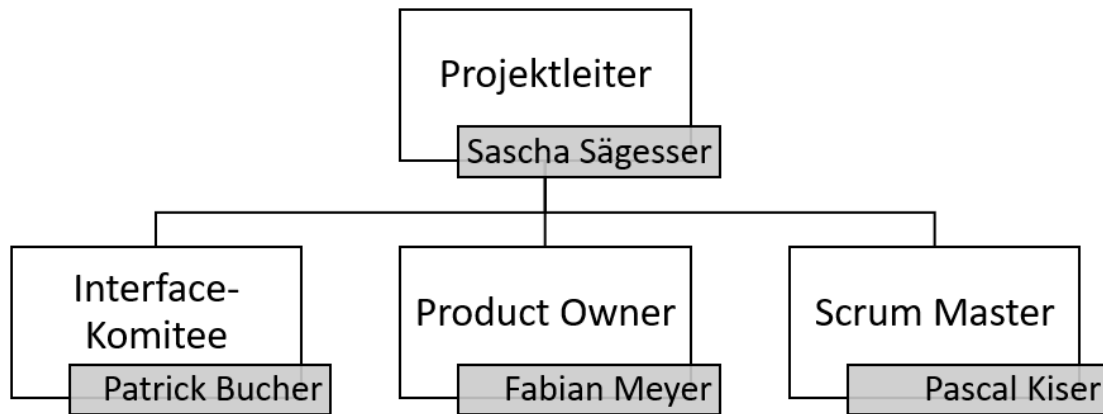 Projektleiter
Sascha Sägesser
Interface-
Komitee
Patrick Bucher
Product Owner
Fabian Meyer
Scrum Master
Pascal Kiser